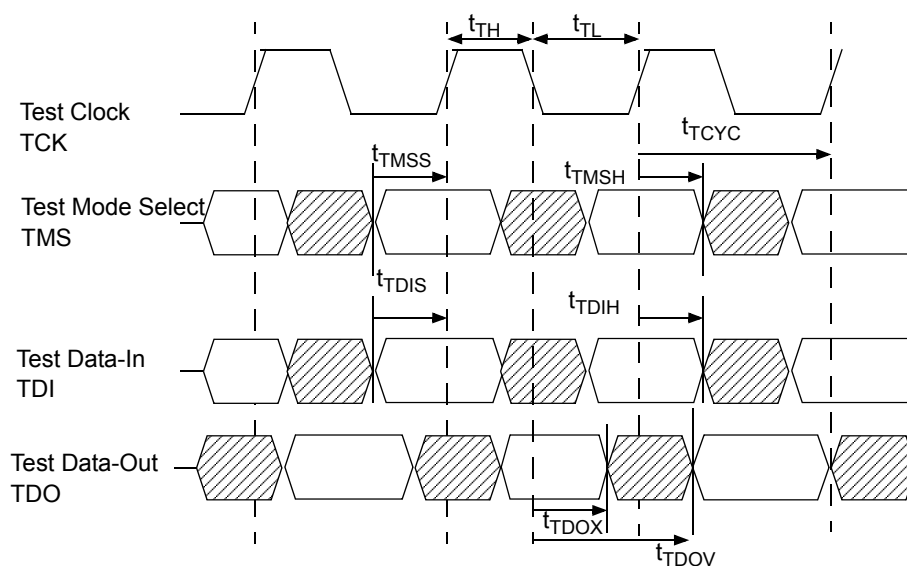 tTH
tTL
Test Clock
TCK
tTCYC
tTMSS
tTMSH
Test Mode Select
TMS
tTDIS
tTDIH
Test Data-In
TDI
Test Data-Out
TDO
tTDOX
tTDOV